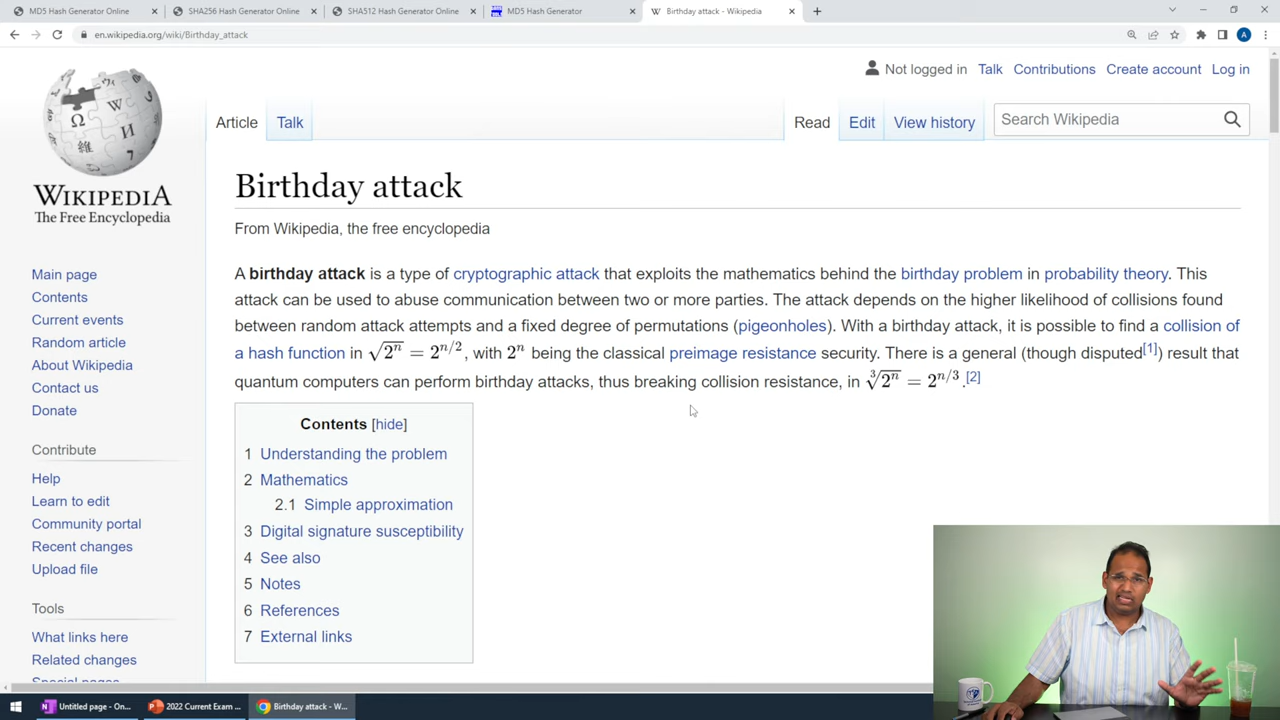 MD5 Hash Generator Online
SHA256 Hash Generator Online
SHA512 Hash Generator Online
MD5 Hash Generator
Birthday attack - Wikipedia
en.wikipedia.org/wiki/Birthday_attack
A
Not logged in Talk Contributions Create account Log in
Article Talk Read Edit View history Search Wikipedia
WIKIPEDIA
The Free Encyclopedia
Main page
Contents
Current events
Random article
About Wikipedia
Contact us
Donate
Contribute
Help
Learn to edit
Community portal
Recent changes
Upload file
Tools
What links here
Related changes
Special pages
Birthday attack
From Wikipedia, the free encyclopedia
A birthday attack is a type of cryptographic attack that exploits the mathematics behind the birthday problem in probability theory. This
attack can be used to abuse communication between two or more parties. The attack depends on the higher likelihood of collisions found
between random attack attempts and a fixed degree of permutations (pigeonholes). With a birthday attack, it is possible to find a collision of
a hash function in √2ⁿ = 2^{n/2}, with 2ⁿ being the classical preimage resistance security. There is a general (though disputed[1]) result that
quantum computers can perform birthday attacks, thus breaking collision resistance, in ∛2ⁿ = 2^{n/3}.[2]
Contents [hide]
1 Understanding the problem
2 Mathematics
2.1 Simple approximation
3 Digital signature susceptibility
4 See also
5 Notes
6 References
7 External links
Untitled page - On...
2022 Current Exam ...
Birthday attack - W...